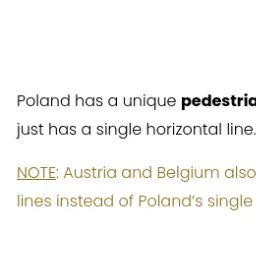 Poland has a unique pedestria
just has a single horizontal line.
NOTE: Austria and Belgium also
lines instead of Poland’s single